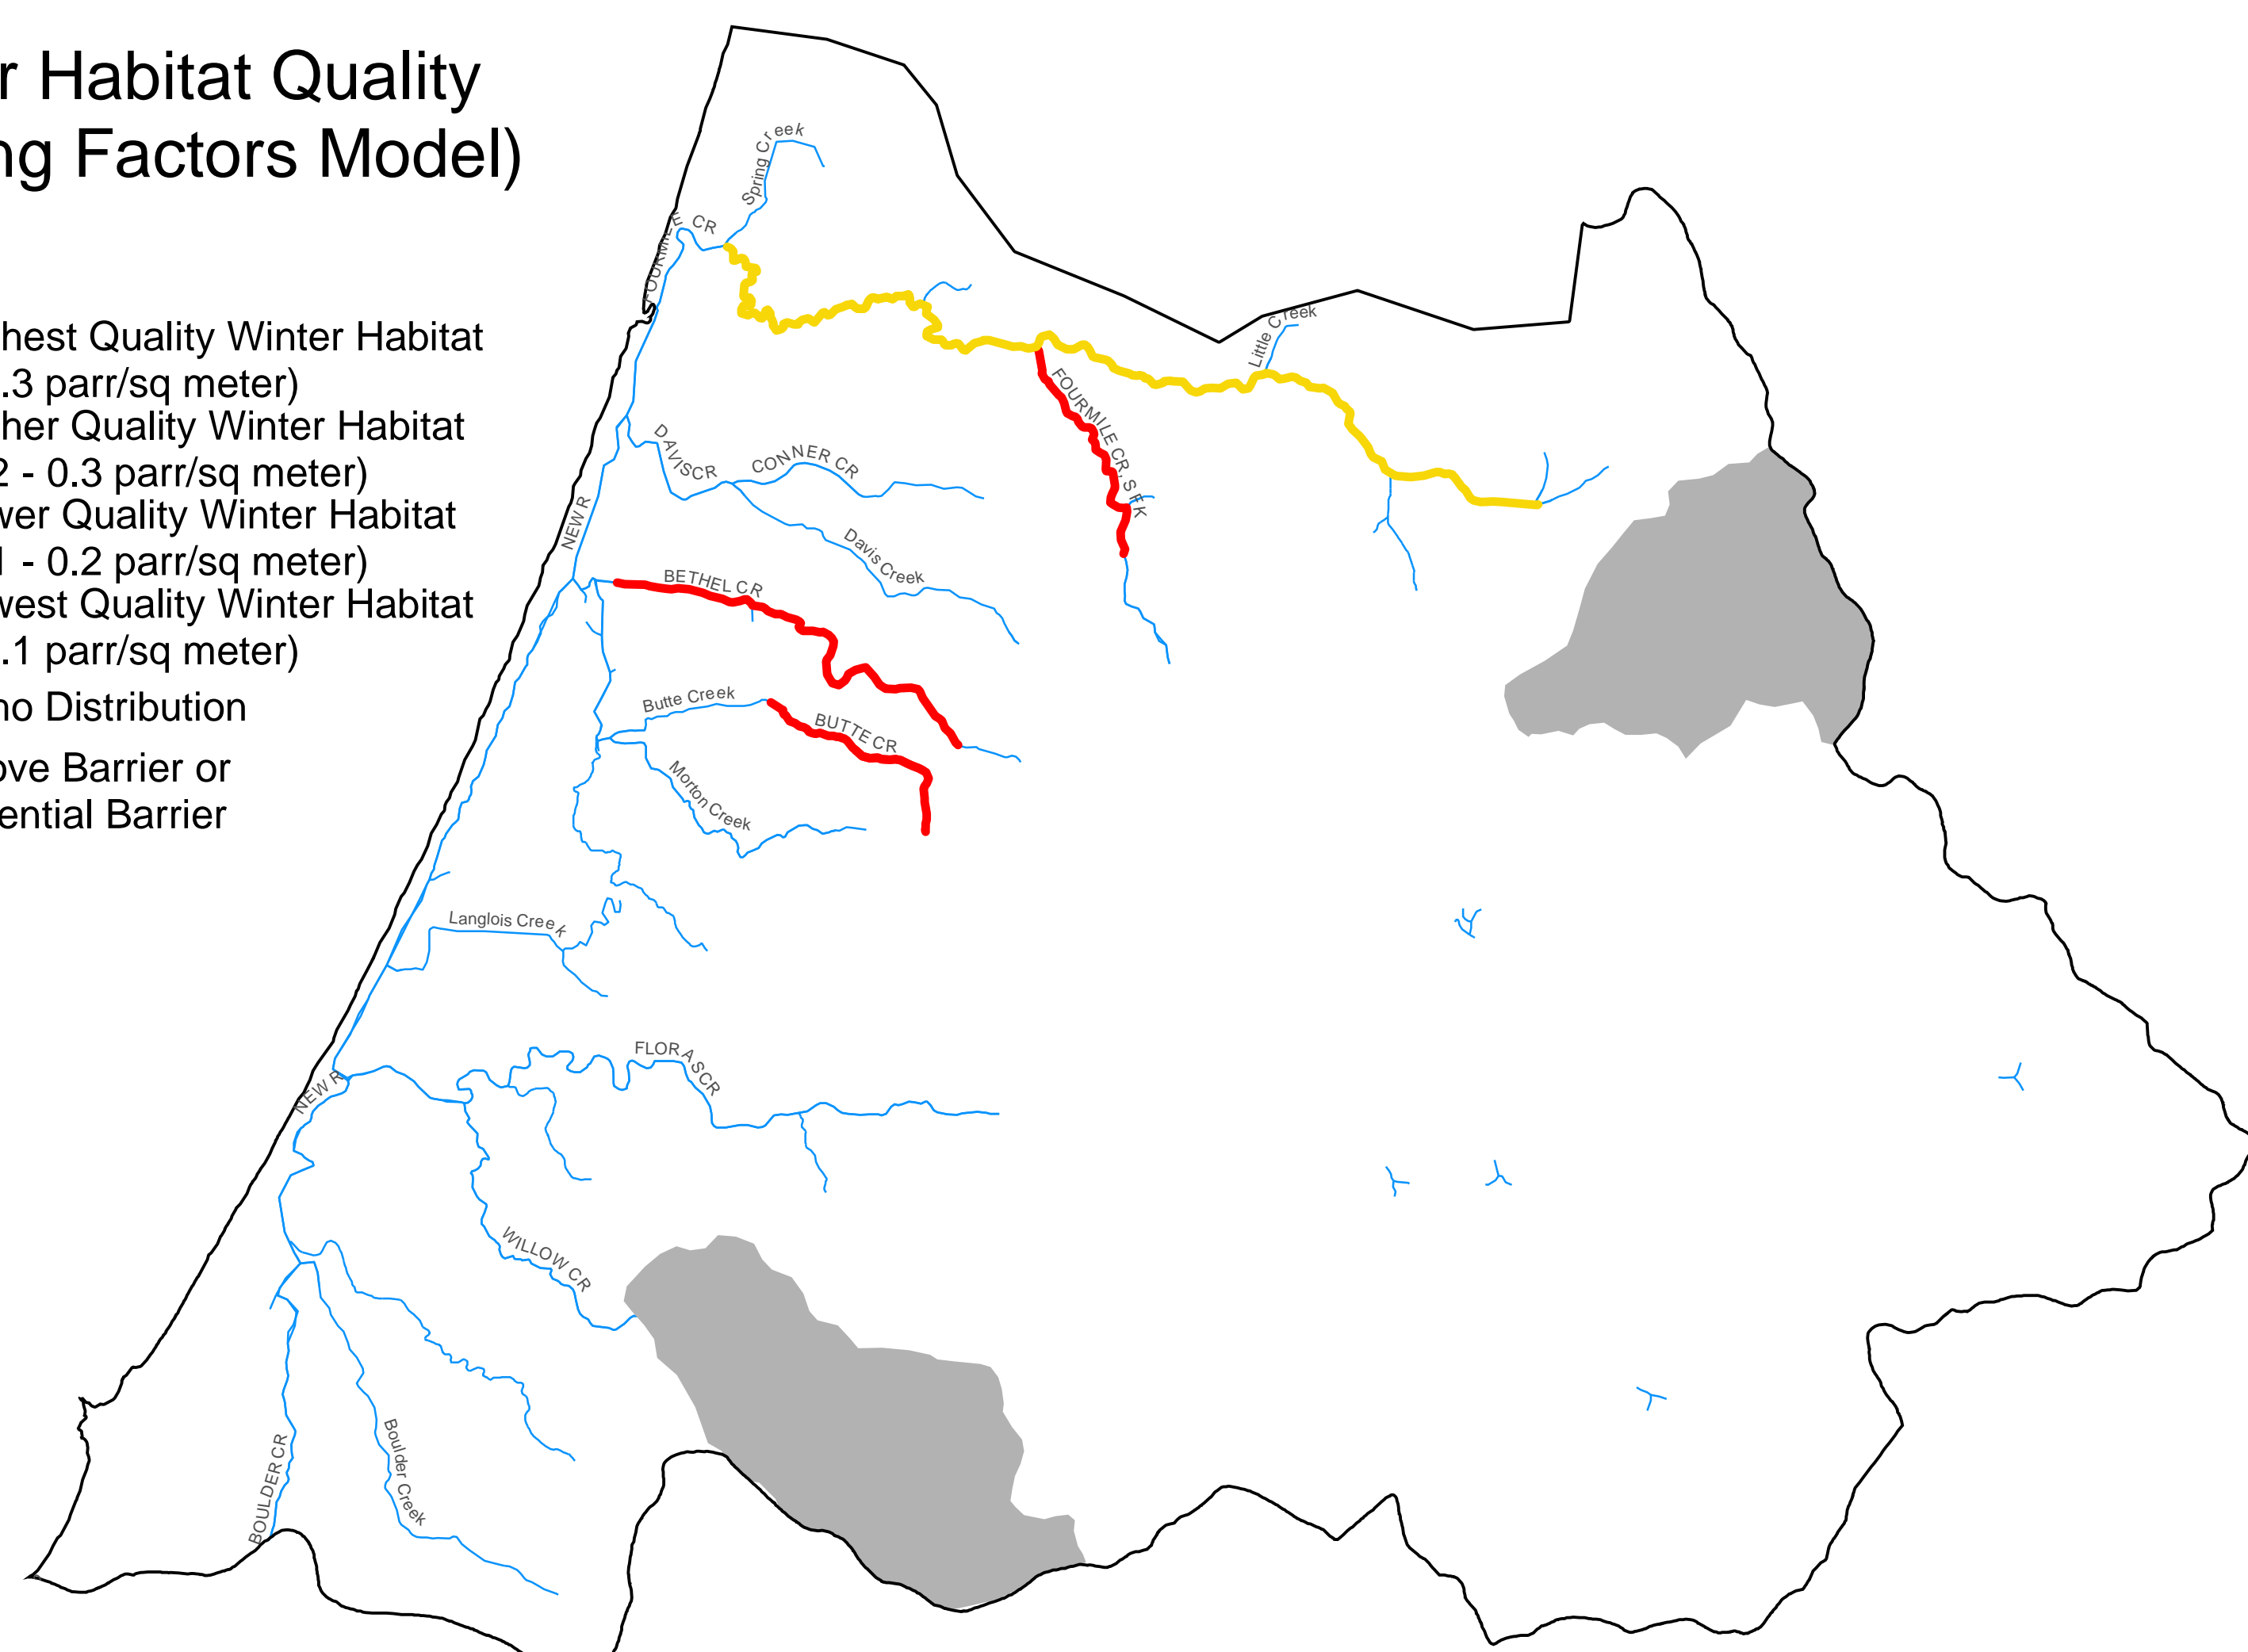 r Habitat Quality
ng Factors Model)
hest Quality Winter Habitat
.3 parr/sq meter)
her Quality Winter Habitat
2 - 0.3 parr/sq meter)
wer Quality Winter Habitat
1 - 0.2 parr/sq meter)
west Quality Winter Habitat
.1 parr/sq meter)
ho Distribution
ove Barrier or
ential Barrier
Spring Creek
FOURMILE CR
Little Creek
FOURMILE CR, S FK
DAVIS CR
CONNER CR
NEW R
Davis Creek
BETHEL CR
Butte Creek
BUTTE CR
Morton Creek
Langlois Creek
FLORAS CR
NEW R
WILLOW CR
BOULDER CR
Boulder Creek